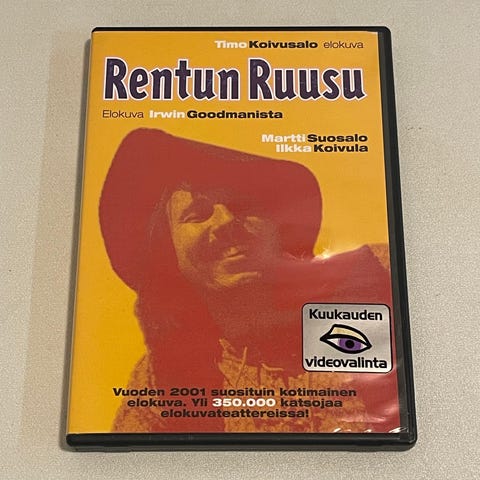 Timo Koivusalo elokuva
Rentun Ruusu
Elokuva Irwin Goodmanista
Martti Suosalo
Ilkka Koivula
Kuukauden
videovalinta
Vuoden 2001 suosituin kotimainen
elokuva. Yli 350.000 katsojaa
elokuvateattereissa!